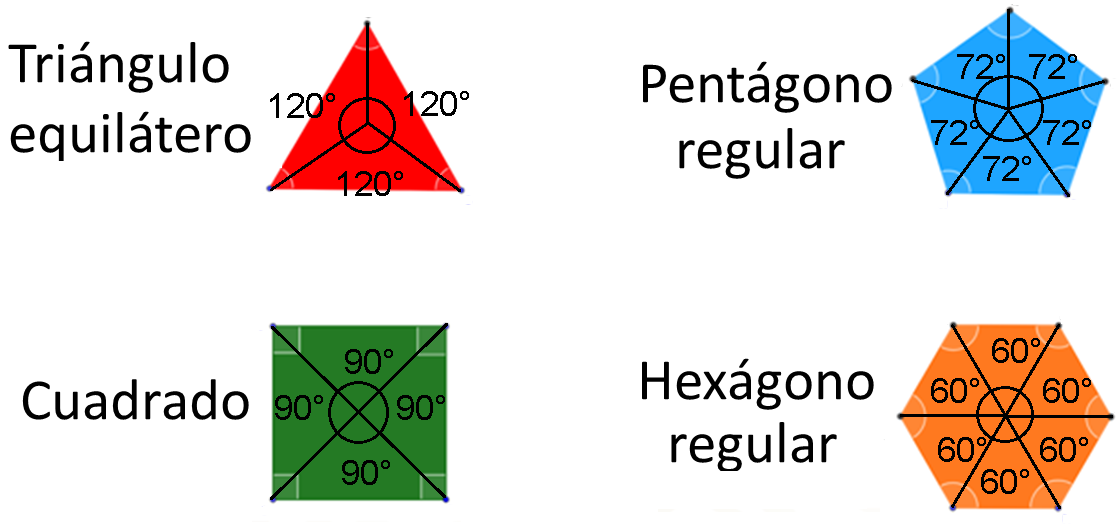 Triángulo
equilátero
120° 120°
120°
Pentágono
regular
72° 72°
72° 72°
72°
Cuadrado
90°
90° 90°
90°
Hexágono
regular
60°
60° 60°
60° 60°
60°